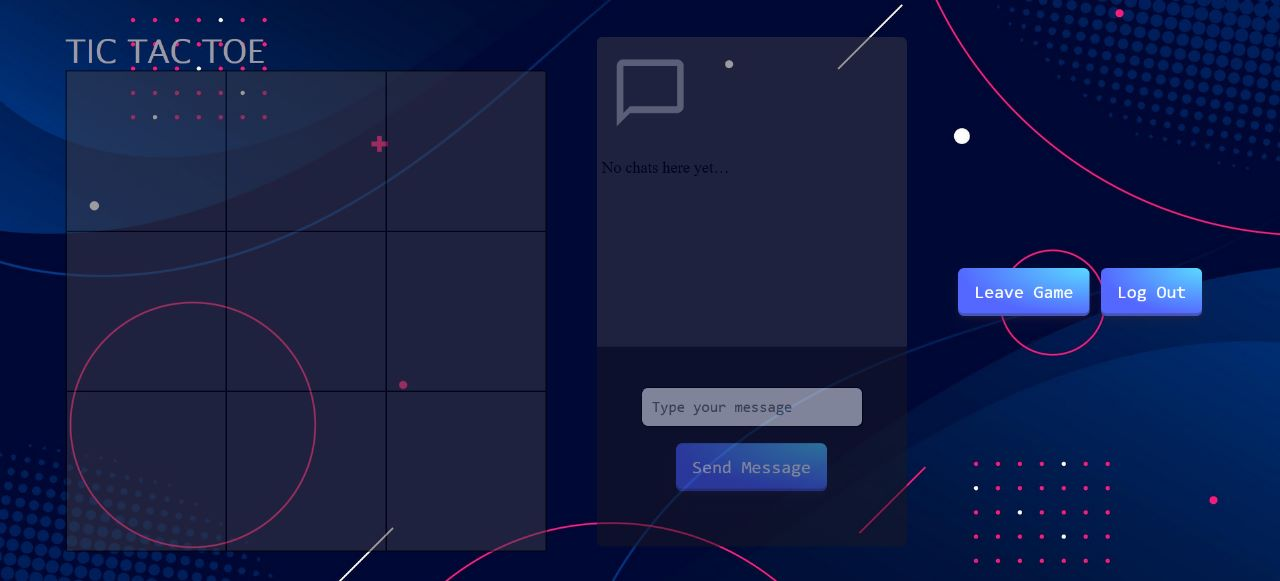 TIC TAC TOE
No chats here yet...
Leave Game
Log Out
Type your message
Send Message